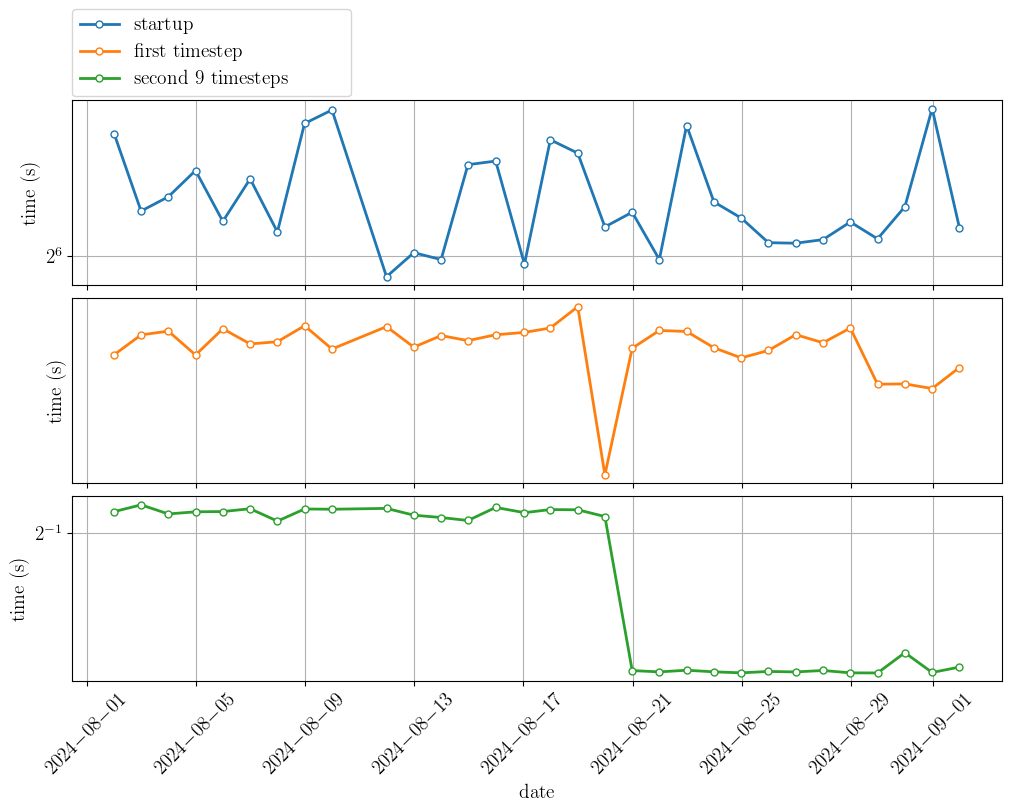 startup
first timestep
second 9 timesteps
time (s)
2^6
time (s)
time (s)
2^{-1}
2024−08−01
2024−08−05
2024−08−09
2024−08−13
2024−08−17
2024−08−21
2024−08−25
2024−08−29
2024−09−01
date